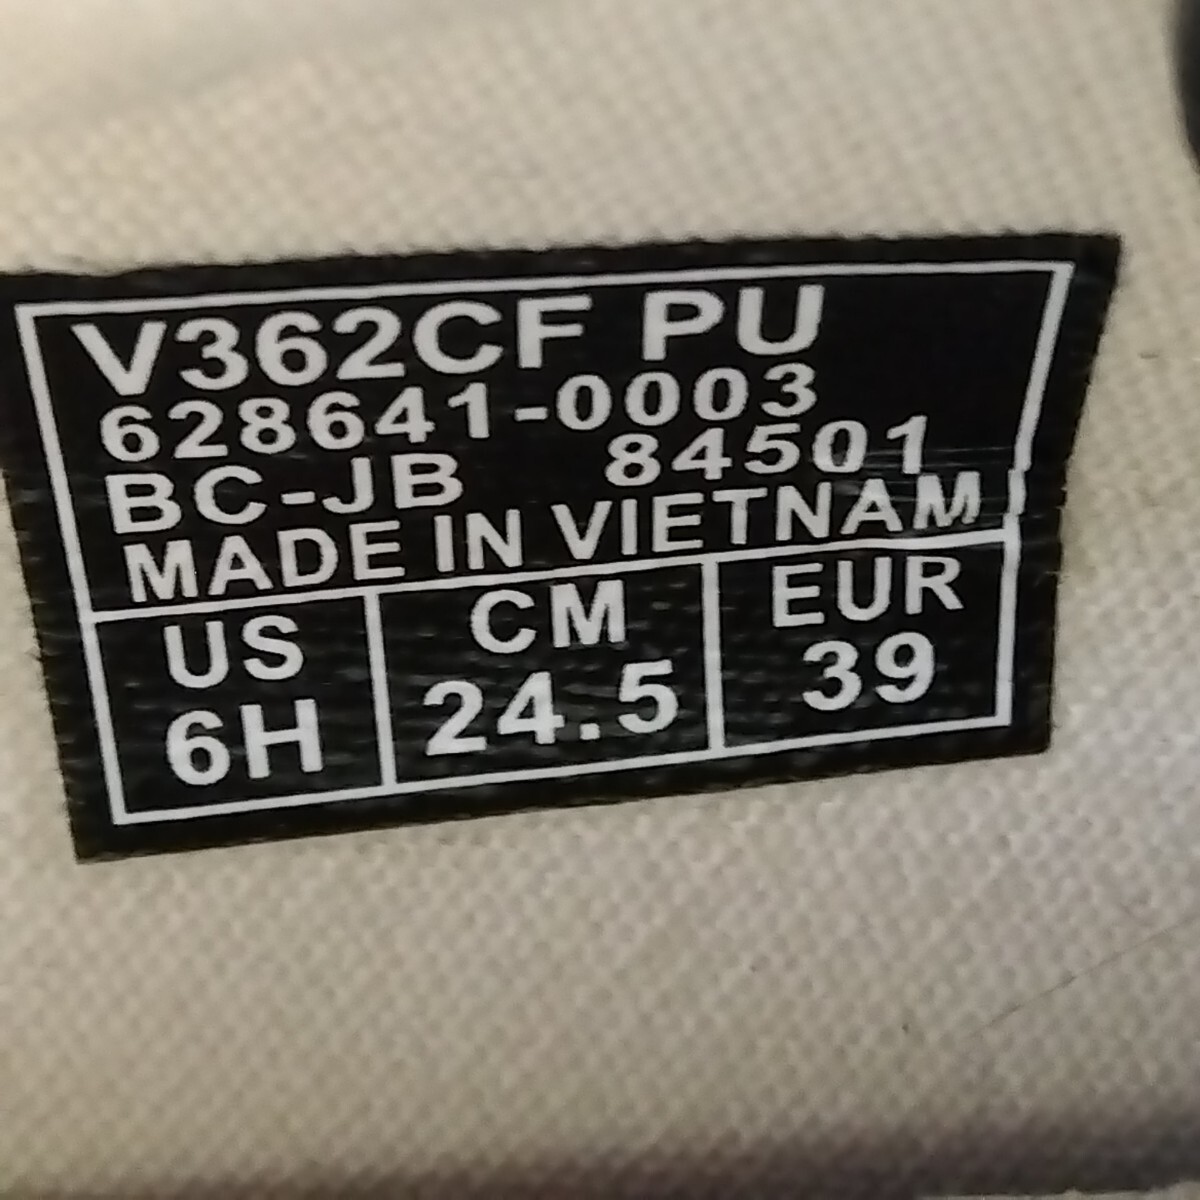 V362CF PU
628641-0003
BC-JB 84501
MADE IN VIETNAM
US CM EUR
6H 24.5 39